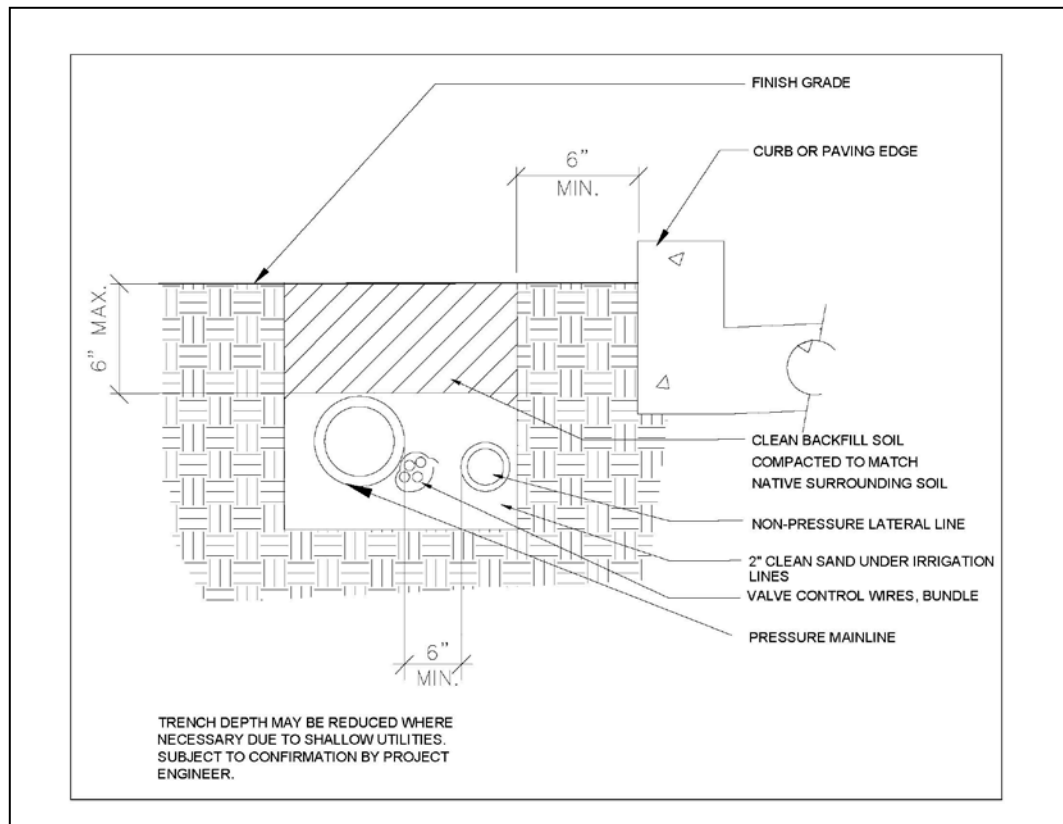 FINISH GRADE
CURB OR PAVING EDGE
6"
MIN.
6" MAX.
CLEAN BACKFILL SOIL
COMPACTED TO MATCH
NATIVE SURROUNDING SOIL
NON-PRESSURE LATERAL LINE
2" CLEAN SAND UNDER IRRIGATION
LINES
VALVE CONTROL WIRES, BUNDLE
PRESSURE MAINLINE
6"
MIN.
TRENCH DEPTH MAY BE REDUCED WHERE
NECESSARY DUE TO SHALLOW UTILITIES.
SUBJECT TO CONFIRMATION BY PROJECT
ENGINEER.